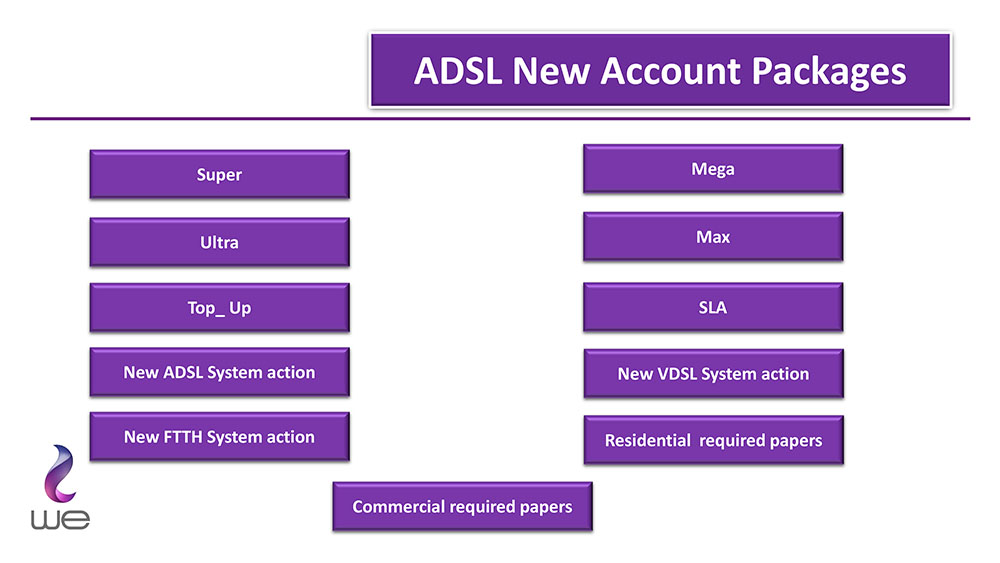 ADSL New Account Packages
Super
Mega
Ultra
Max
Top_ Up
SLA
New ADSL System action
New VDSL System action
New FTTH System action
Residential  required papers
Commercial required papers
we